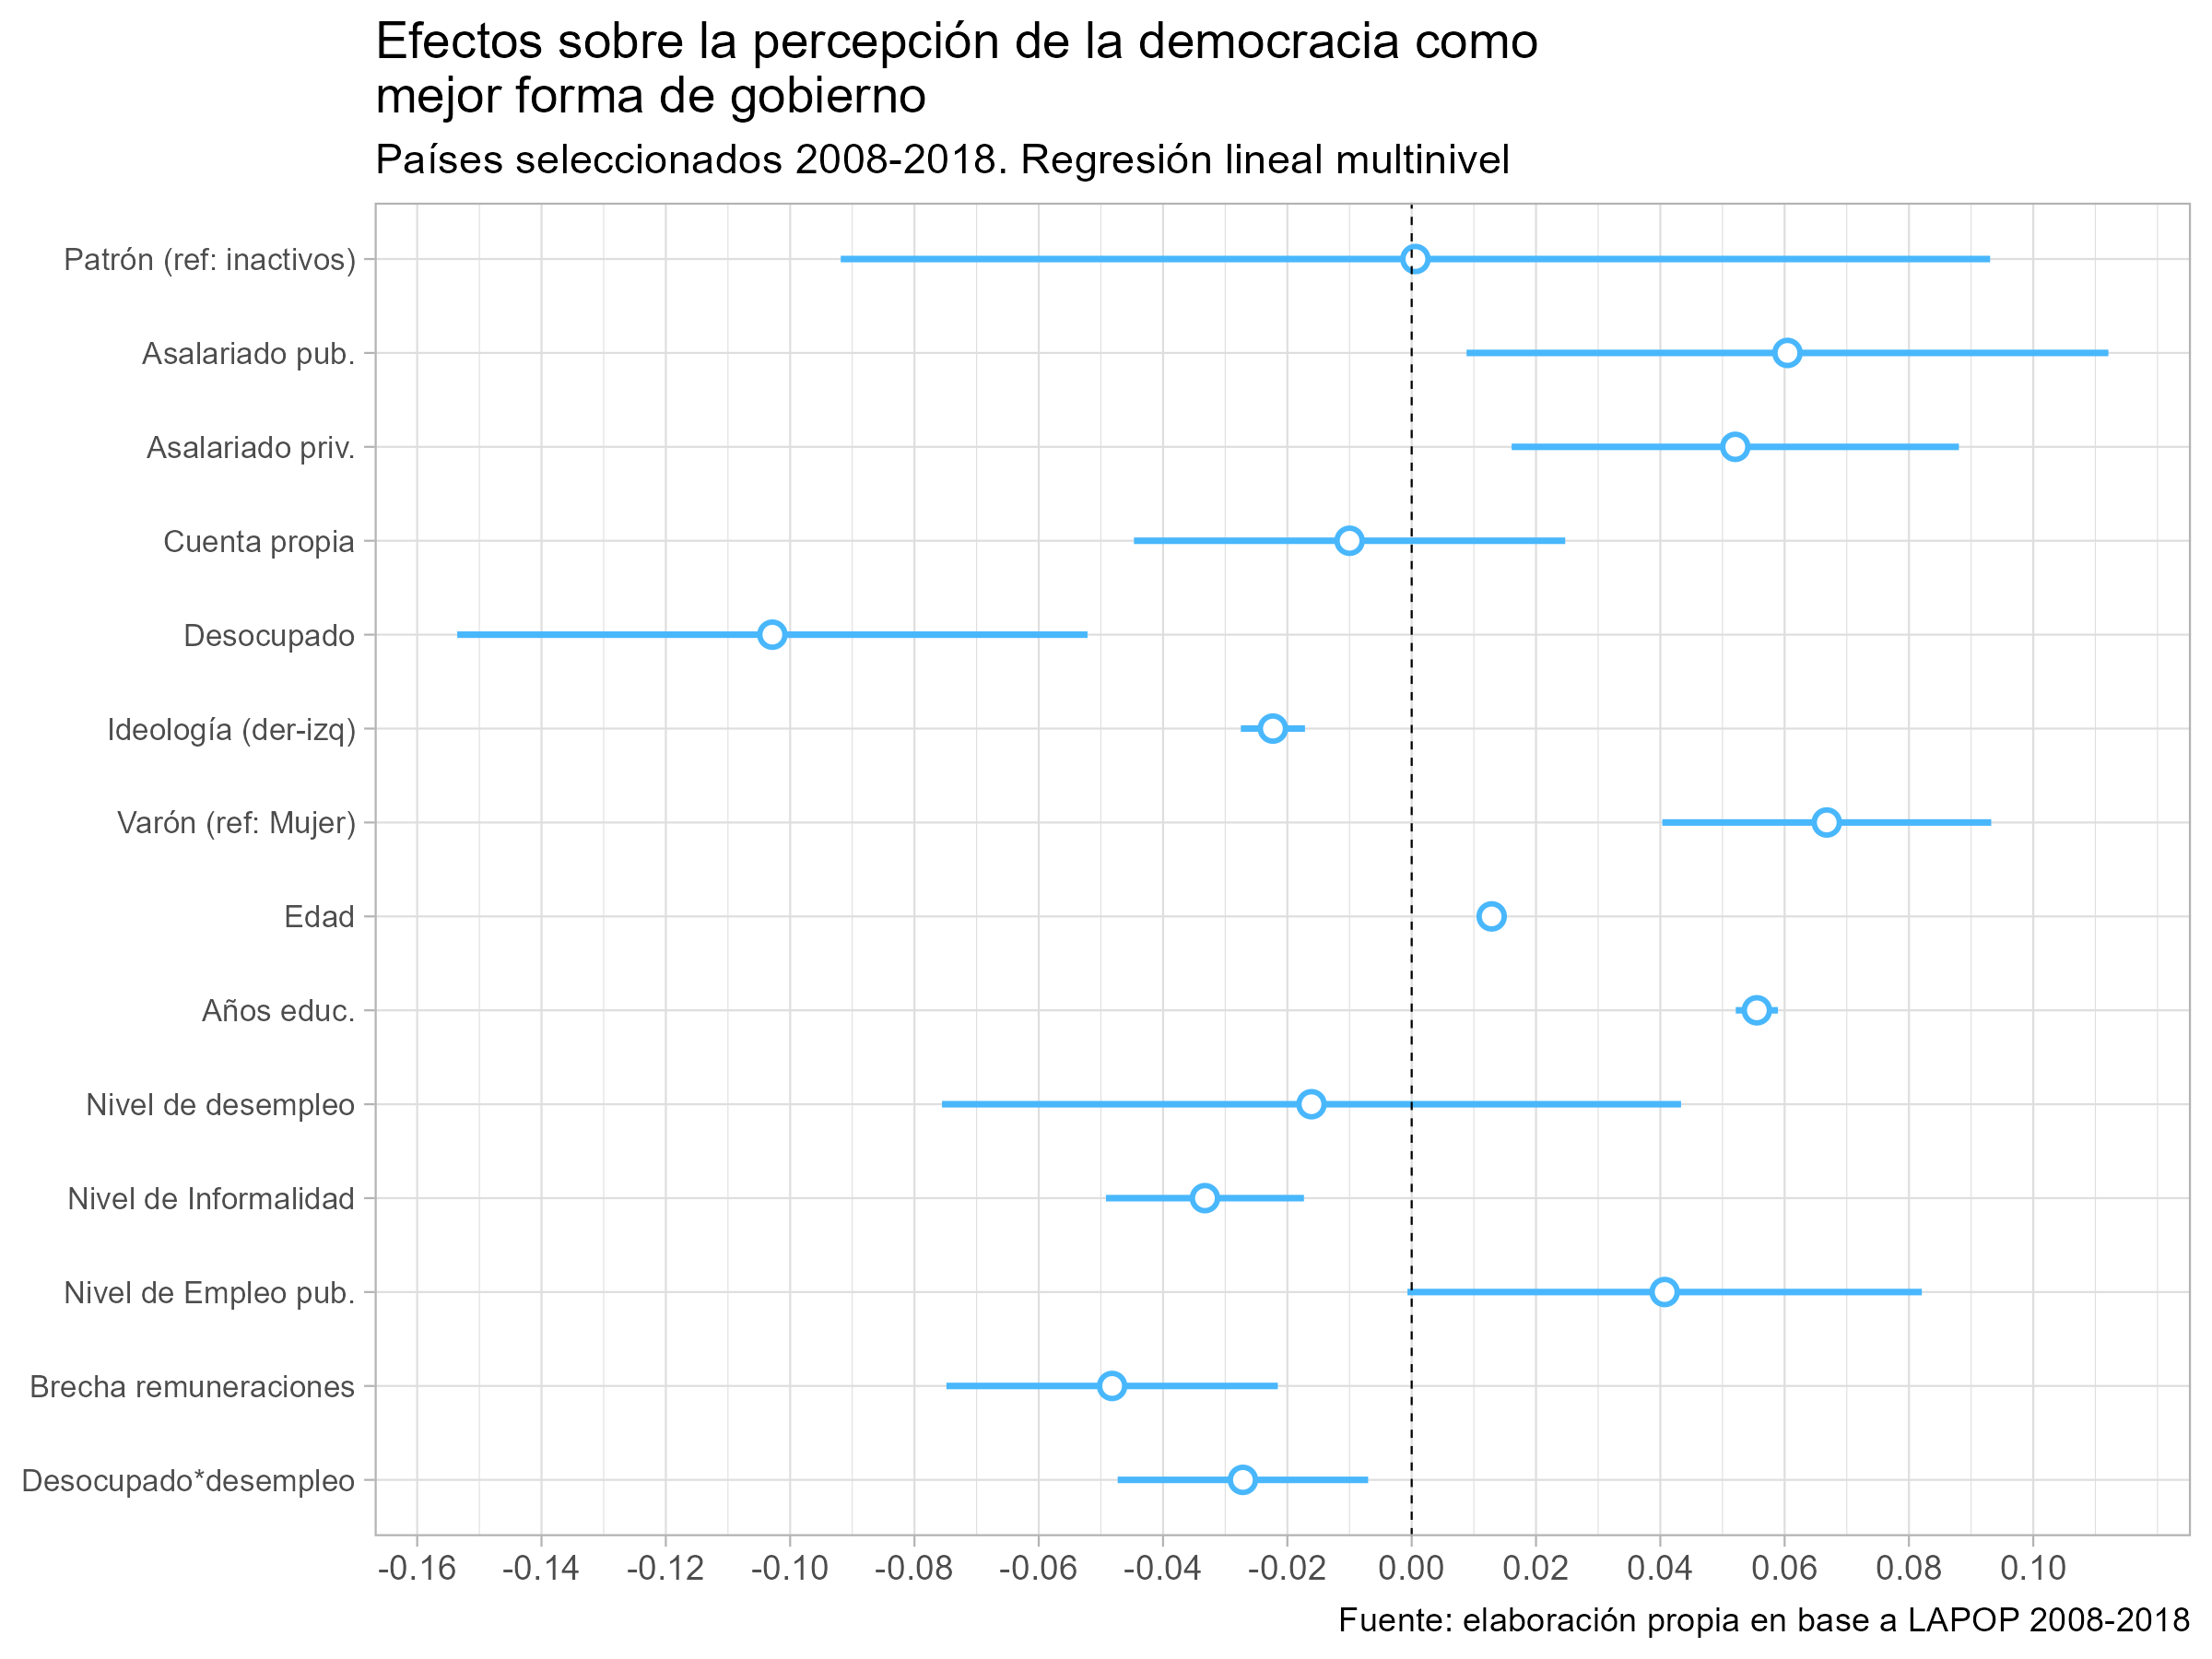 Efectos sobre la percepción de la democracia como
mejor forma de gobierno
Países seleccionados 2008-2018. Regresión lineal multinivel
Patrón (ref: inactivos)
Asalariado pub.
Asalariado priv.
Cuenta propia
Desocupado
Ideología (der-izq)
Varón (ref: Mujer)
Edad
Años educ.
Nivel de desempleo
Nivel de Informalidad
Nivel de Empleo pub.
Brecha remuneraciones
Desocupado*desempleo
-0.16 -0.14 -0.12 -0.10 -0.08 -0.06 -0.04 -0.02 0.00 0.02 0.04 0.06 0.08 0.10
Fuente: elaboración propia en base a LAPOP 2008-2018